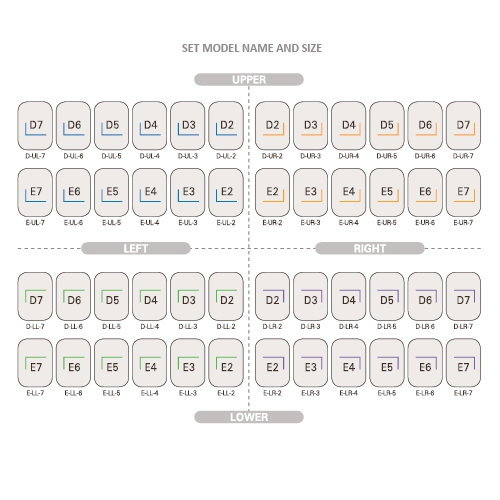 SET MODEL NAME AND SIZE
UPPER
D7 D6 D5 D4 D3 D2 D2 D3 D4 D5 D6 D7
D-UL-7 D-UL-6 D-UL-5 D-UL-4 D-UL-3 D-UL-2 D-UR-2 D-UR-3 D-UR-4 D-UR-5 D-UR-6 D-UR-7
E7 E6 E5 E4 E3 E2 E2 E3 E4 E5 E6 E7
E-UL-7 E-UL-6 E-UL-5 E-UL-4 E-UL-3 E-UL-2 E-UR-2 E-UR-3 E-UR-4 E-UR-5 E-UR-6 E-UR-7
LEFT RIGHT
D7 D6 D5 D4 D3 D2 D2 D3 D4 D5 D6 D7
D-LL-7 D-LL-6 D-LL-5 D-LL-4 D-LL-3 D-LL-2 D-LR-2 D-LR-3 D-LR-4 D-LR-5 D-LR-6 D-LR-7
E7 E6 E5 E4 E3 E2 E2 E3 E4 E5 E6 E7
E-LL-7 E-LL-6 E-LL-5 E-LL-4 E-LL-3 E-LL-2 E-LR-2 E-LR-3 E-LR-4 E-LR-5 E-LR-6 E-LR-7
LOWER